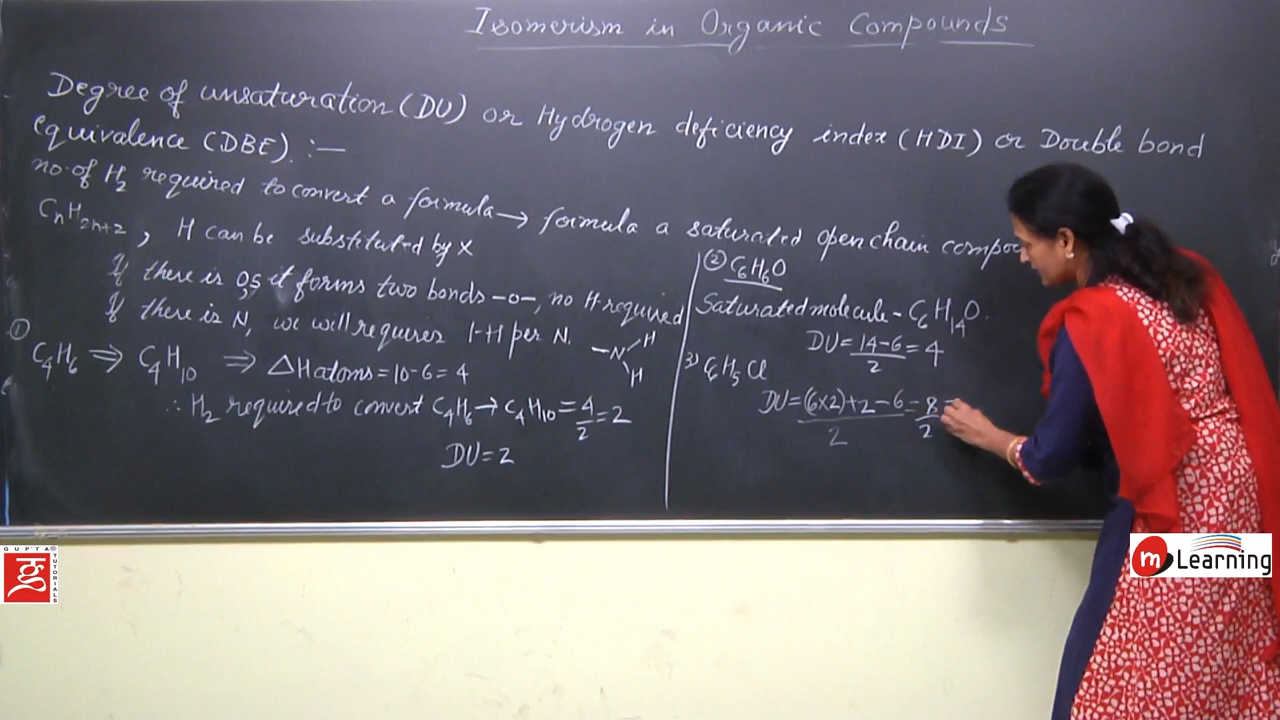 Isomerism in Organic Compounds
Degree of unsaturation (DU) or Hydrogen deficiency index (HDI) or Double bond
equivalence (DBE) :—
no. of H₂ required to convert a formula → formula a saturated open chain compo
CnH2n+2, H can be substituted by X
If there is O,S it forms two bonds –O–, no H required
If there is N, we will requires 1-H per N.
–N H H
① C₄H₆ ⇒ C₄H₁₀ ⇒ ΔH atoms = 10-6 = 4
∴ H₂ required to convert C₄H₆ → C₄H₁₀ = 4/2 = 2
DU = 2
② C₆H₆O
Saturated molecule - C₆H₁₄O.
DU = 14-6/2 = 4
3) C₆H₅Cl
DU = (6×2)+2-6/2 = 8/2 =
GUPTA TUTORIALS
m Learning